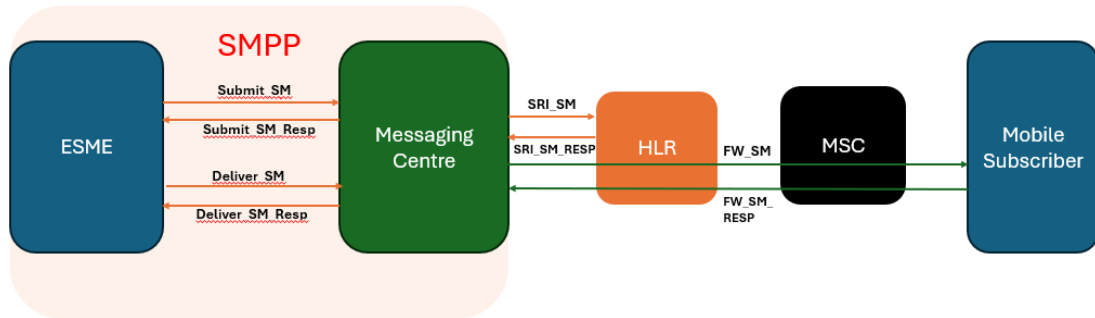 SMPP
ESME
Submit_SM
Submit_SM_Resp
Deliver_SM
Deliver_SM_Resp
Messaging
Centre
SRI_SM
SRI_SM_RESP
HLR
FW_SM
FW_SM_
RESP
MSC
Mobile
Subscriber